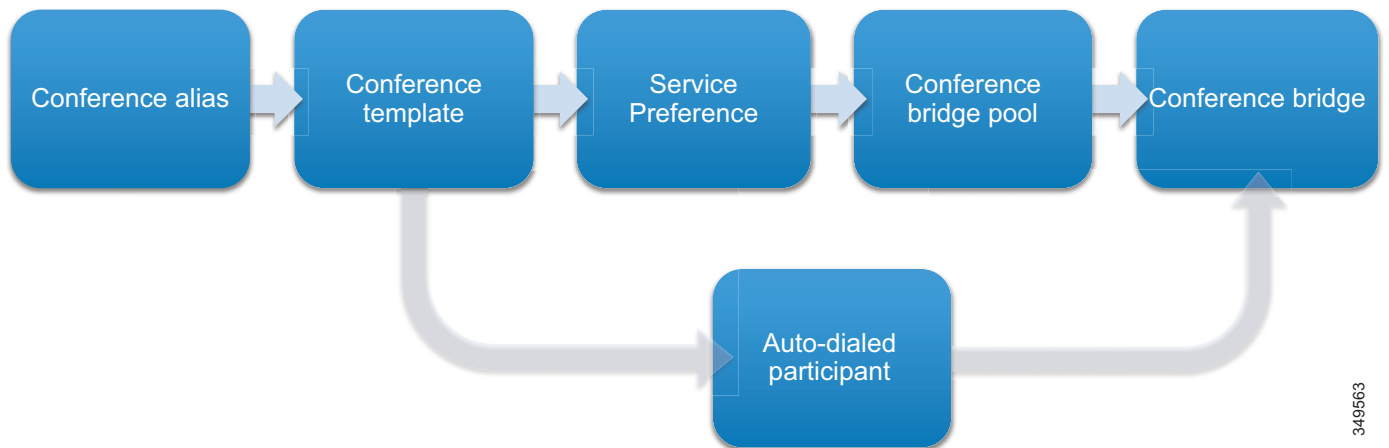 Conference alias
Conference
template
Service
Preference
Conference
bridge pool
Conference bridge
Auto-dialed
participant
349563